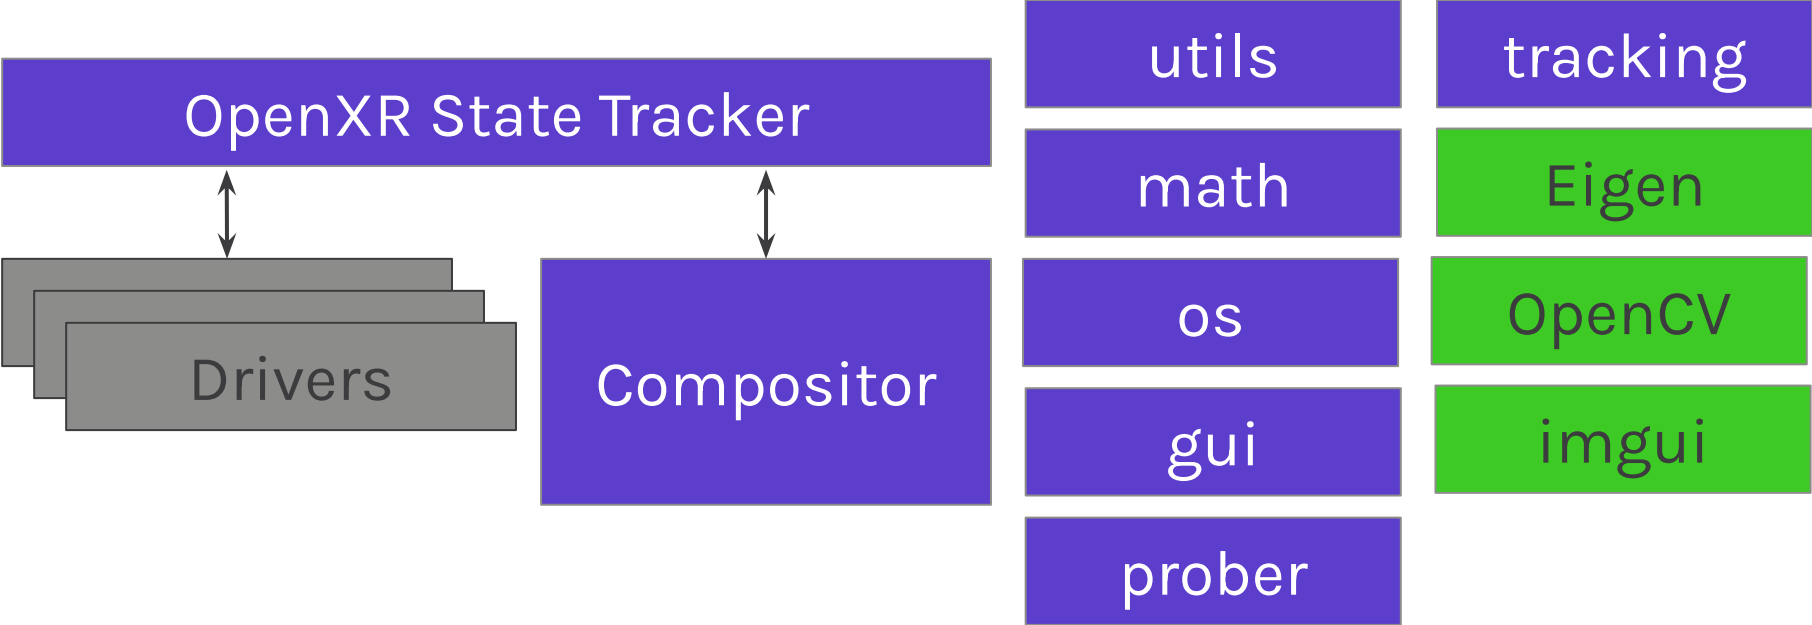 OpenXR State Tracker
Drivers
Compositor
utils
math
os
gui
prober
tracking
Eigen
OpenCV
imgui